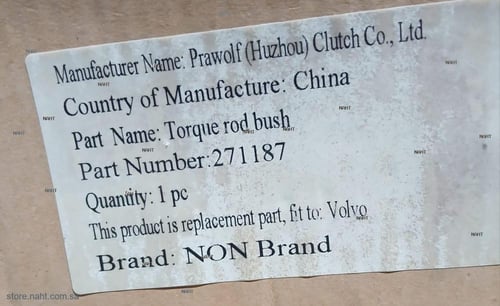 Manufacturer Name: Prawolf (Huzhou) Clutch Co., Ltd.
Country of Manufacture: China
Part Name: Torque rod bush
Part Number:271187
Quantity: 1 pc
This product is replacement part, fit to: Volvo
Brand: NON Brand
store.naht.com.sa